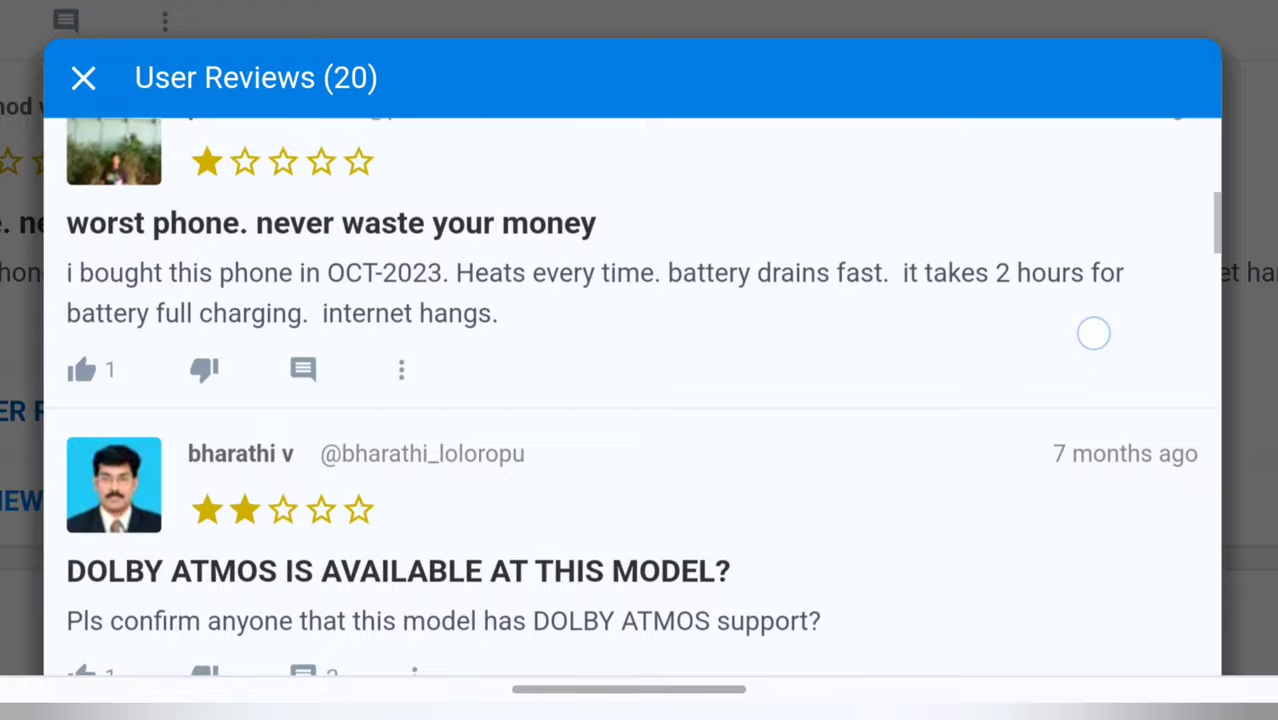 User Reviews (20)
worst phone. never waste your money
i bought this phone in OCT-2023. Heats every time. battery drains fast.  it takes 2 hours for
battery full charging.  internet hangs.
1
bharathi v @bharathi_loloropu 7 months ago
DOLBY ATMOS IS AVAILABLE AT THIS MODEL?
Pls confirm anyone that this model has DOLBY ATMOS support?